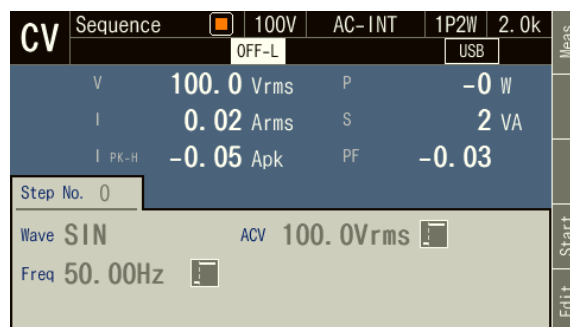 CV Sequence 100V AC-INT 1P2W 2.0k
OFF-L USB
Meas
V 100.0 Vrms P -0 W
I 0.02 Arms S 2 VA
I PK-H -0.05 Apk PF -0.03
Step No. 0
Wave SIN ACV 100.0Vrms
Freq 50.00Hz
Start
Edit